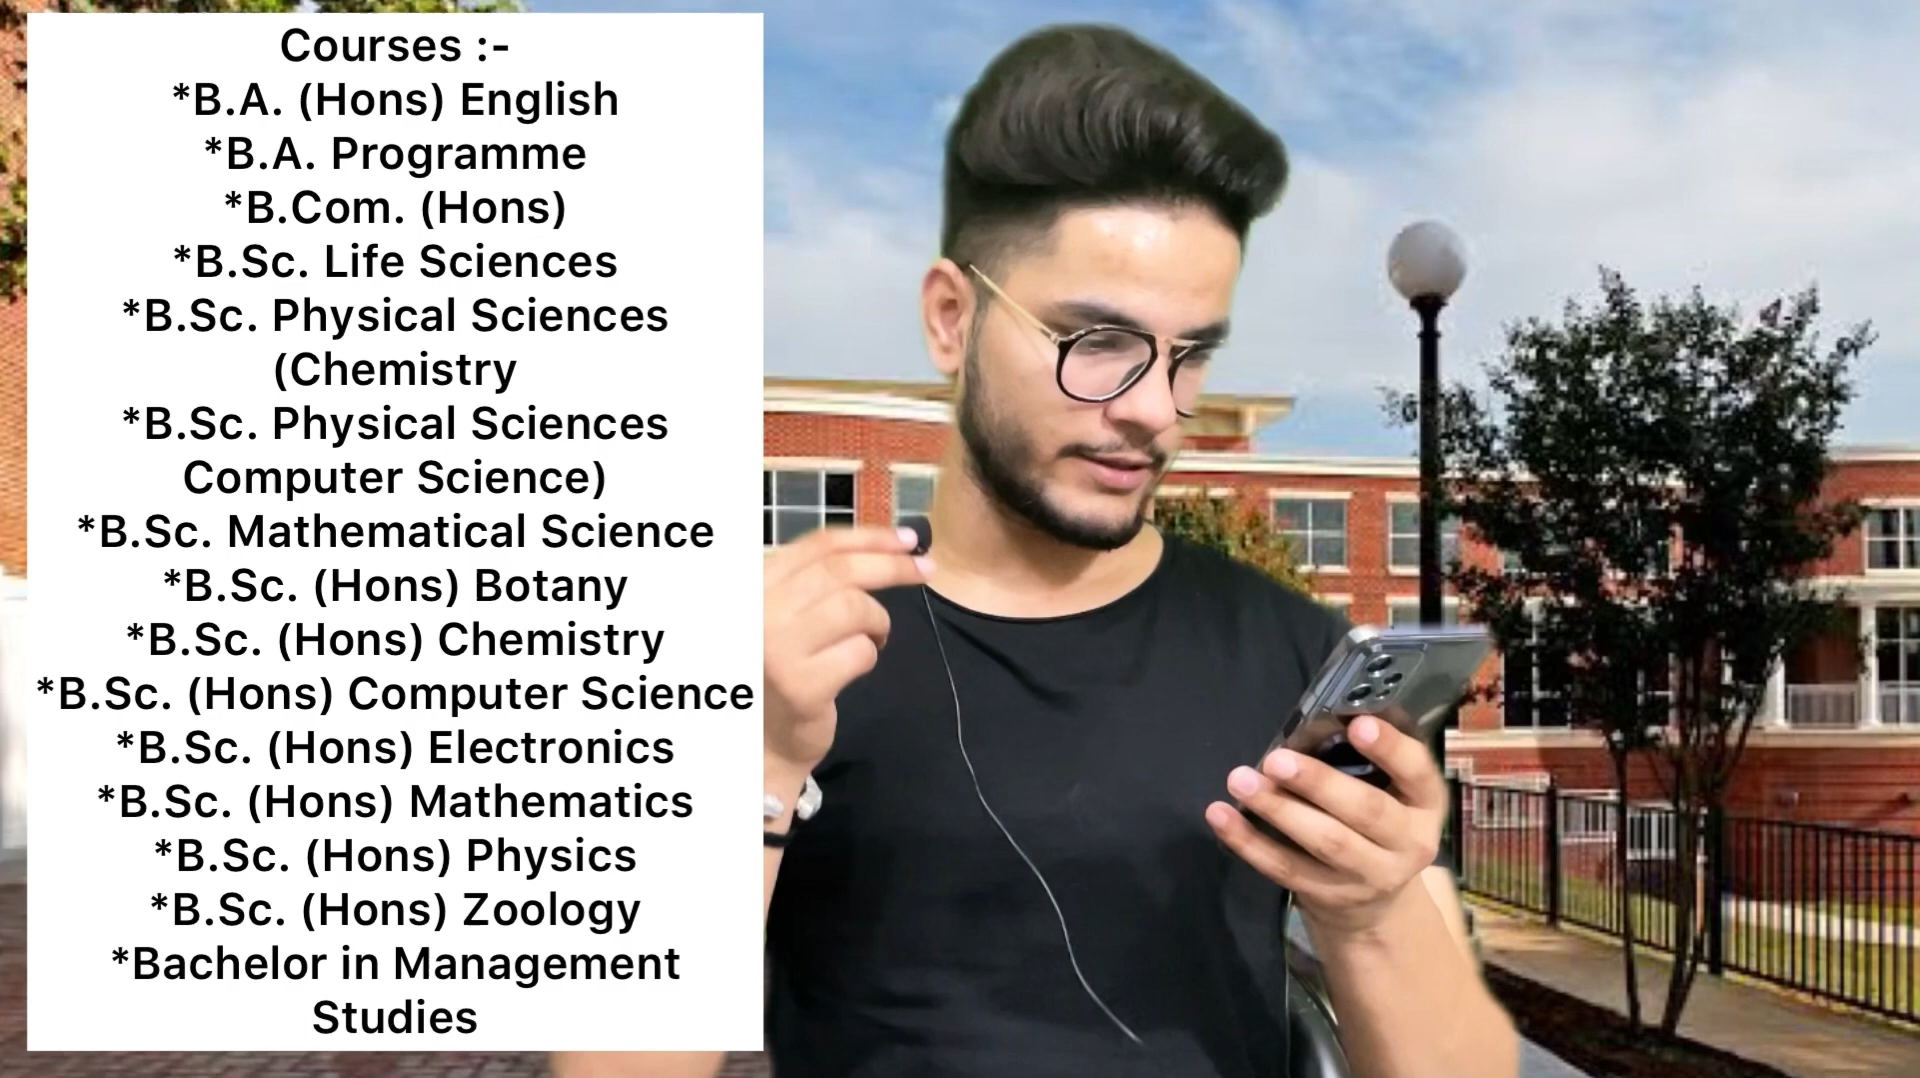 Courses :-
*B.A. (Hons) English
*B.A. Programme
*B.Com. (Hons)
*B.Sc. Life Sciences
*B.Sc. Physical Sciences
(Chemistry
*B.Sc. Physical Sciences
Computer Science)
*B.Sc. Mathematical Science
*B.Sc. (Hons) Botany
*B.Sc. (Hons) Chemistry
*B.Sc. (Hons) Computer Science
*B.Sc. (Hons) Electronics
*B.Sc. (Hons) Mathematics
*B.Sc. (Hons) Physics
*B.Sc. (Hons) Zoology
*Bachelor in Management
Studies